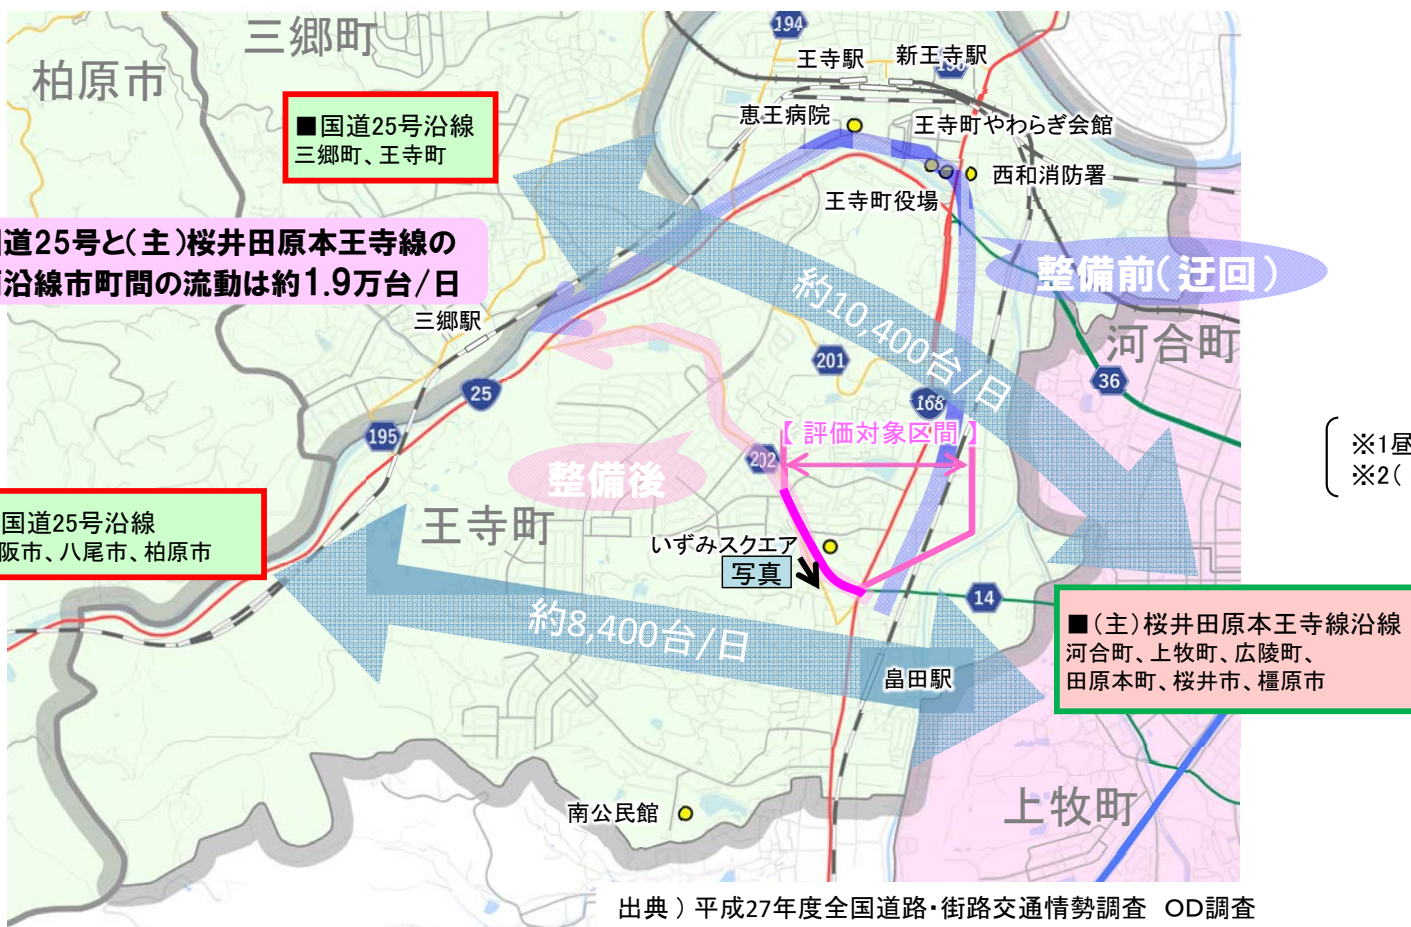 三郷町
柏原市
194
王寺駅
新王寺駅
■国道25号沿線
三郷町、王寺町
恵王病院
王寺町やわらぎ会館
西和消防署
王寺町役場
道25号と(主)桜井田原本王寺線の
沿線市町間の流動は約1.9万台/日
整備前(迂回)
三郷駅
約10,400台/日
河合町
201
36
25
168
195
【評価対象区間】
202
※1昼
※2(
整備後
国道25号沿線
阪市、八尾市、柏原市
王寺町
いずみスクエア
写真
14
約8,400台/日
■(主)桜井田原本王寺線沿線
河合町、上牧町、広陵町、
田原本町、桜井市、橿原市
畠田駅
上牧町
南公民館
出典）平成27年度全国道路・街路交通情勢調査　OD調査